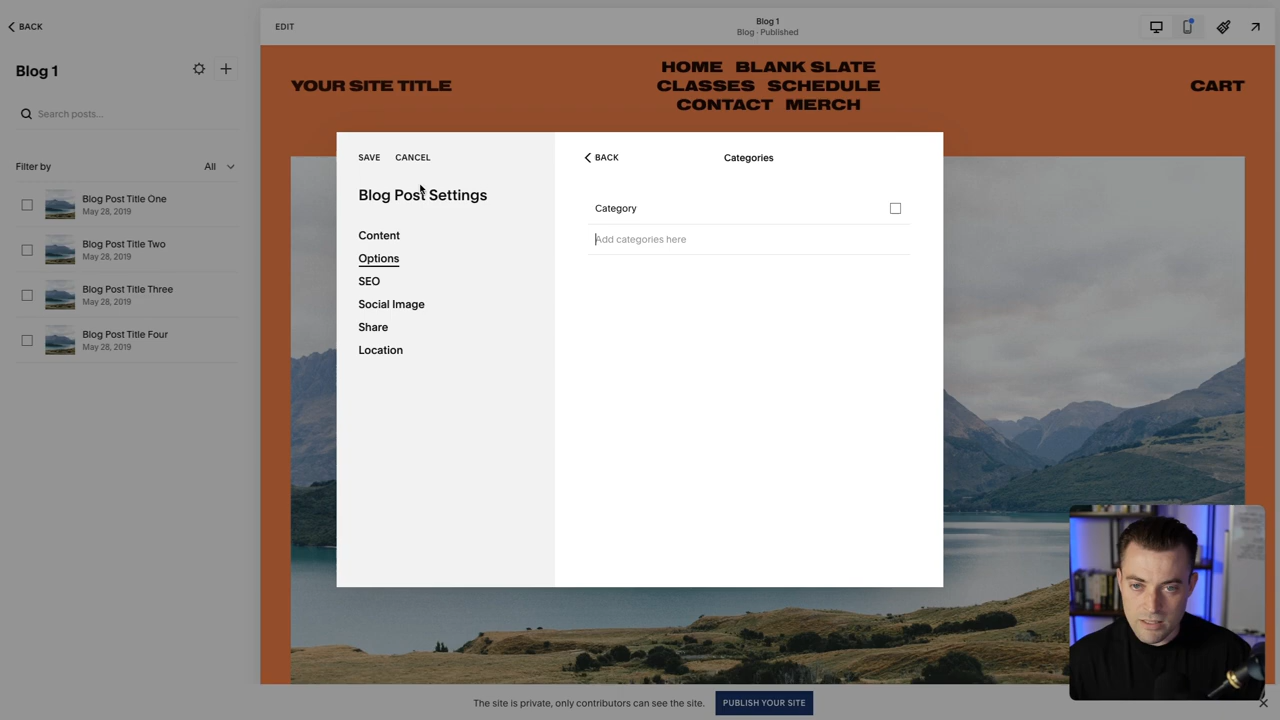 BACK
Blog 1
Search posts...
Filter by
All
Blog Post Title One
May 28, 2019
Blog Post Title Two
May 28, 2019
Blog Post Title Three
May 28, 2019
Blog Post Title Four
May 28, 2019
EDIT
Blog 1
Blog · Published
YOUR SITE TITLE
HOME BLANK SLATE
CLASSES SCHEDULE
CONTACT MERCH
CART
SAVE CANCEL
Blog Post Settings
Content
Options
SEO
Social Image
Share
Location
BACK
Categories
Category
Add categories here
The site is private, only contributors can see the site.
PUBLISH YOUR SITE